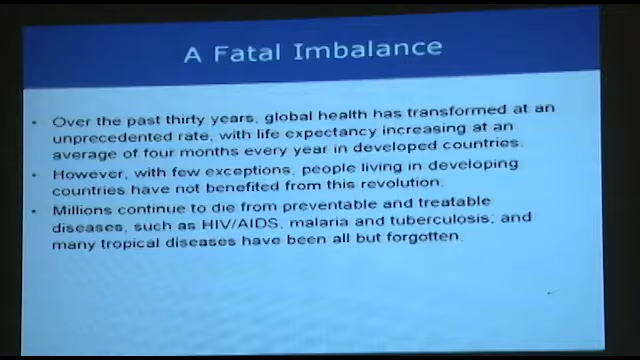 A Fatal Imbalance
• Over the past thirty years, global health has transformed at an
unprecedented rate, with life expectancy increasing at an
average of four months every year in developed countries.
• However, with few exceptions, people living in developing
countries have not benefited from this revolution.
• Millions continue to die from preventable and treatable
diseases, such as HIV/AIDS, malaria and tuberculosis; and
many tropical diseases have been all but forgotten.